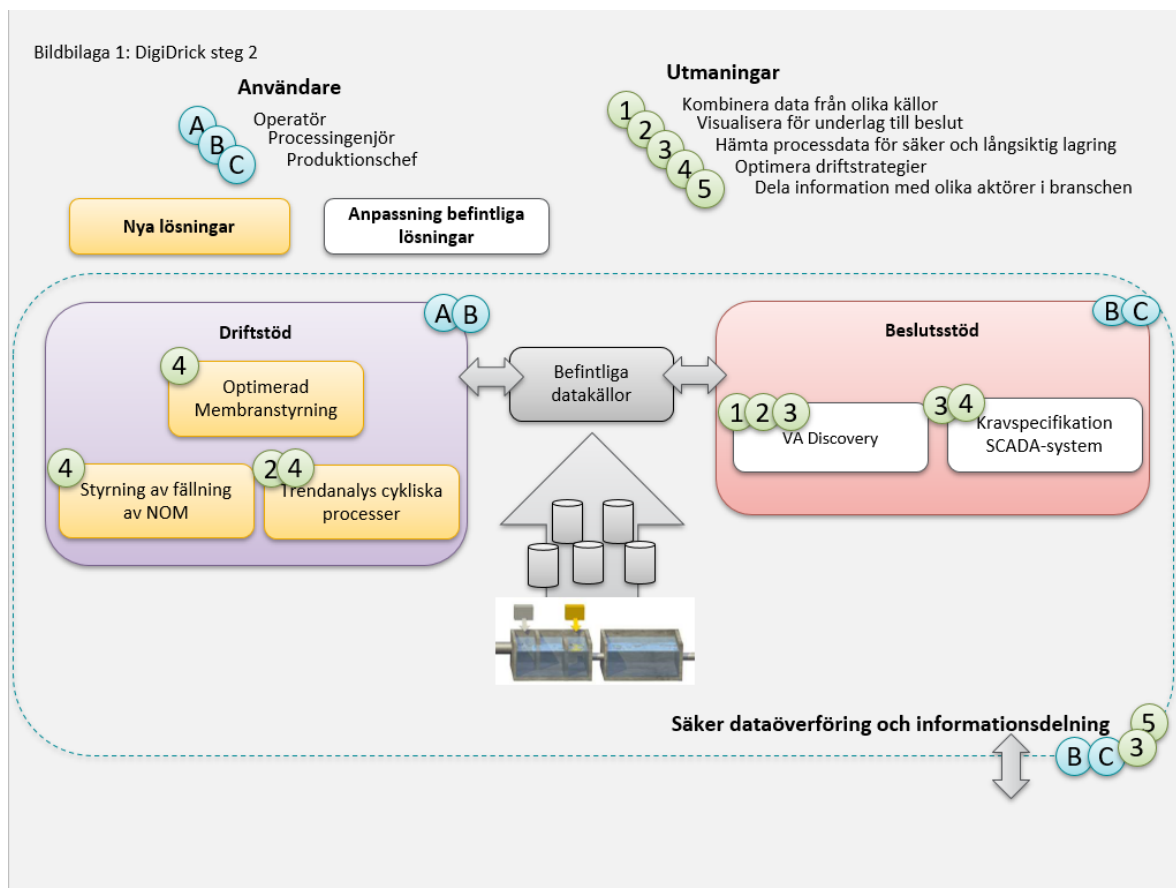 Bildbilaga 1: DigiDrick steg 2
Användare
A
Operatör
B
Processingenjör
C
Produktionschef
Utmaningar
1
Kombinera data från olika källor
2
Visualisera för underlag till beslut
3
Hämta processdata för säker och långsiktig lagring
4
Optimera driftstrategier
5
Dela information med olika aktörer i branschen
Nya lösningar
Anpassning befintliga
lösningar
A B
Driftstöd
4
Optimerad
Membranstyrning
4
Styrning av fällning
av NOM
2 4
Trendanalys cykliska
processer
Befintliga
datakällor
B C
Beslutsstöd
1 2 3
VA Discovery
3 4
Kravspecifikation
SCADA-system
Säker dataöverföring och informationsdelning
5
B C 3